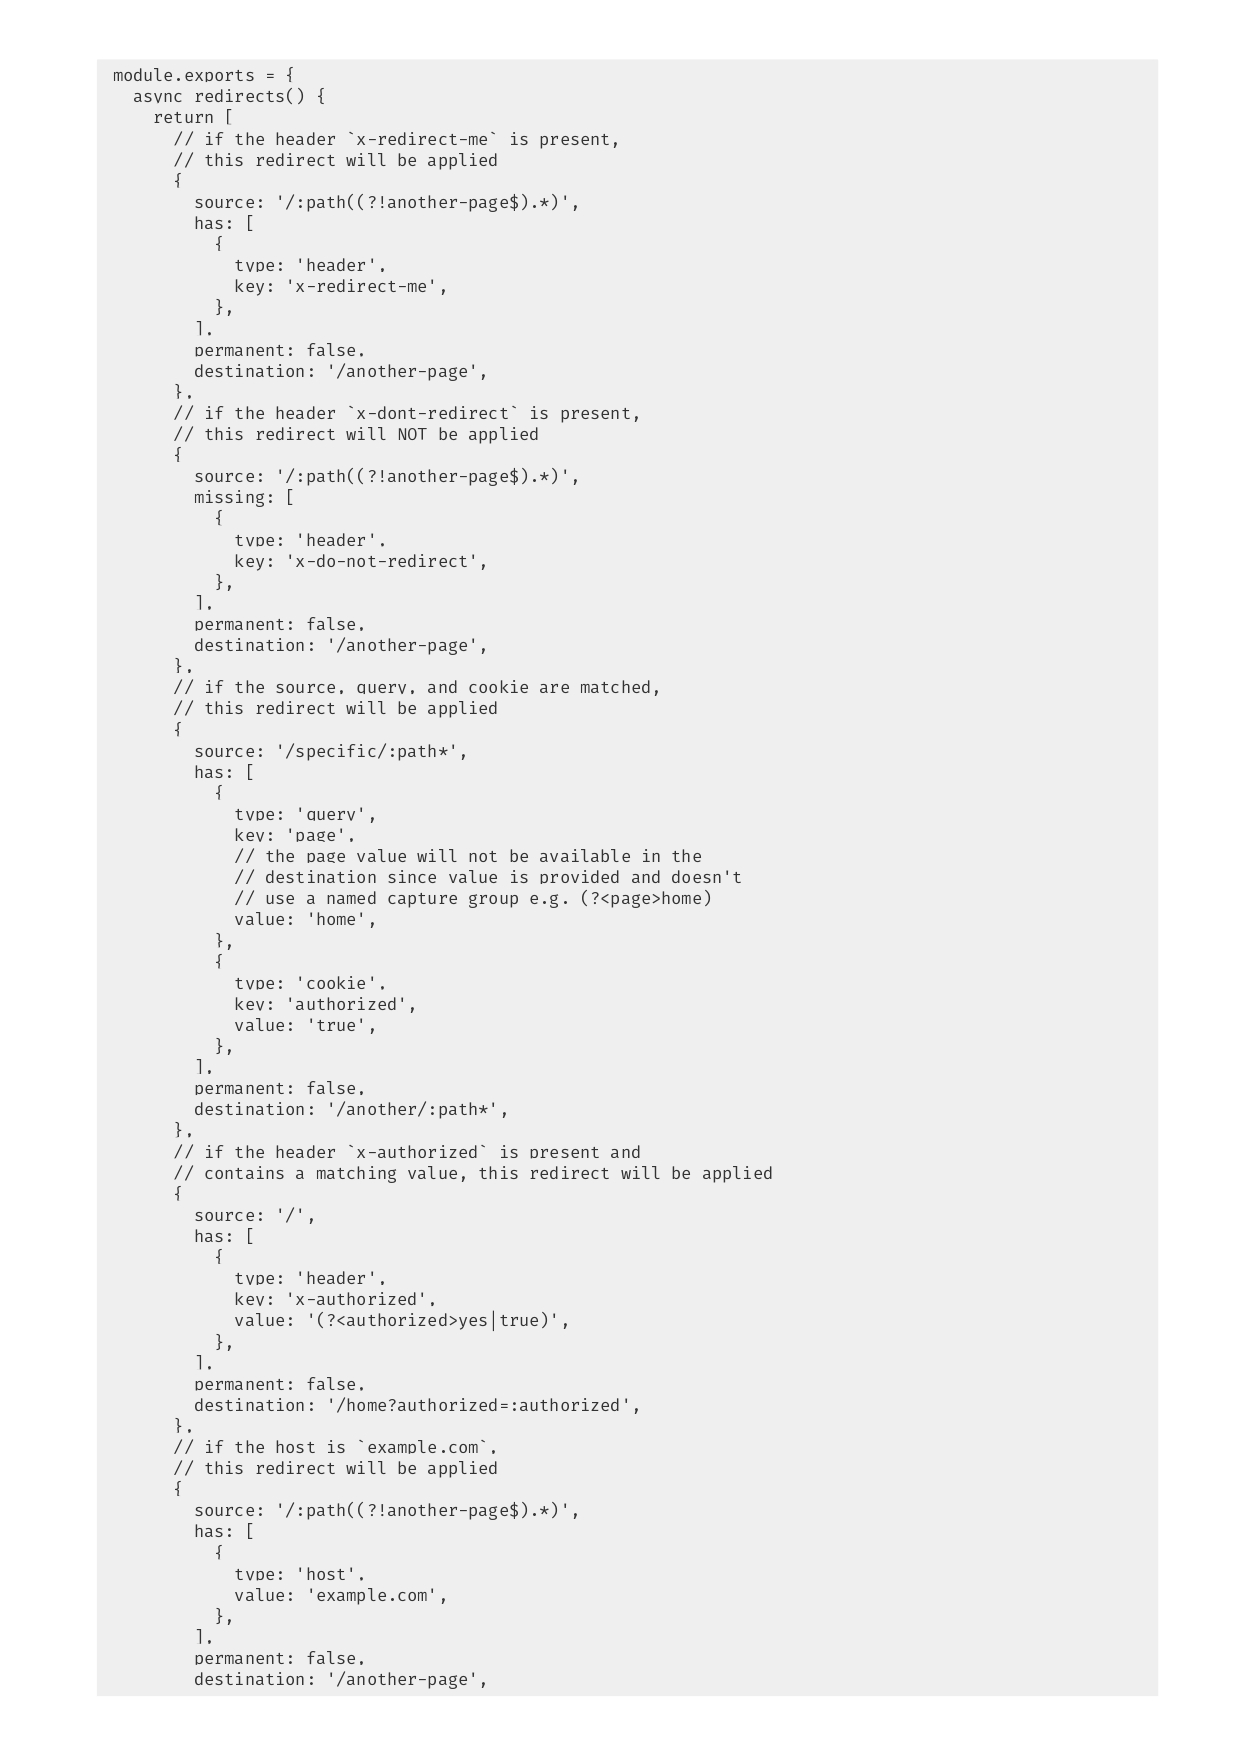 module.exports = {
  async redirects() {
    return [
      // if the header `x-redirect-me` is present,
      // this redirect will be applied
      {
        source: '/:path((?!another-page$).*)',
        has: [
          {
            type: 'header',
            key: 'x-redirect-me',
          },
        ],
        permanent: false,
        destination: '/another-page',
      },
      // if the header `x-dont-redirect` is present,
      // this redirect will NOT be applied
      {
        source: '/:path((?!another-page$).*)',
        missing: [
          {
            type: 'header',
            key: 'x-do-not-redirect',
          },
        ],
        permanent: false,
        destination: '/another-page',
      },
      // if the source, query, and cookie are matched,
      // this redirect will be applied
      {
        source: '/specific/:path*',
        has: [
          {
            type: 'query',
            key: 'page',
            // the page value will not be available in the
            // destination since value is provided and doesn't
            // use a named capture group e.g. (?<page>home)
            value: 'home',
          },
          {
            type: 'cookie',
            key: 'authorized',
            value: 'true',
          },
        ],
        permanent: false,
        destination: '/another/:path*',
      },
      // if the header `x-authorized` is present and
      // contains a matching value, this redirect will be applied
      {
        source: '/',
        has: [
          {
            type: 'header',
            key: 'x-authorized',
            value: '(?<authorized>yes|true)',
          },
        ],
        permanent: false,
        destination: '/home?authorized=:authorized',
      },
      // if the host is `example.com`,
      // this redirect will be applied
      {
        source: '/:path((?!another-page$).*)',
        has: [
          {
            type: 'host',
            value: 'example.com',
          },
        ],
        permanent: false,
        destination: '/another-page',